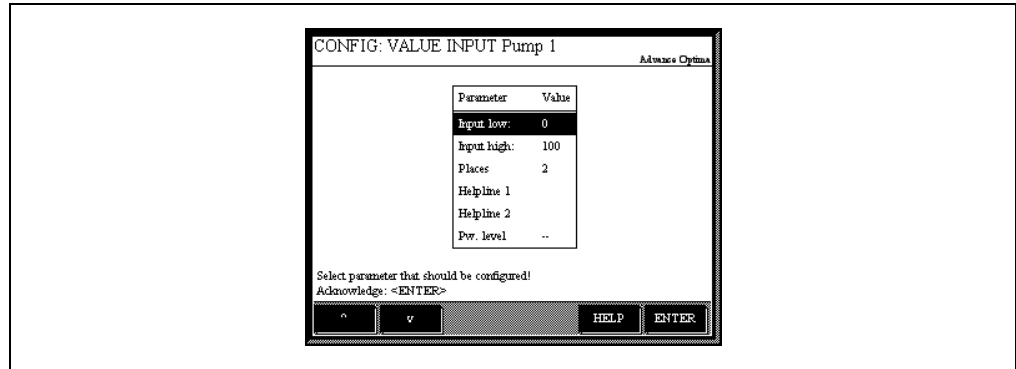 CONFIG: VALUE INPUT Pump 1
Advance Optima
Parameter Value
Input low: 0
Input high: 100
Places 2
Helpline 1
Helpline 2
Pw. level --
Select parameter that should be configured!
Acknowledge: <ENTER>
^ v HELP ENTER